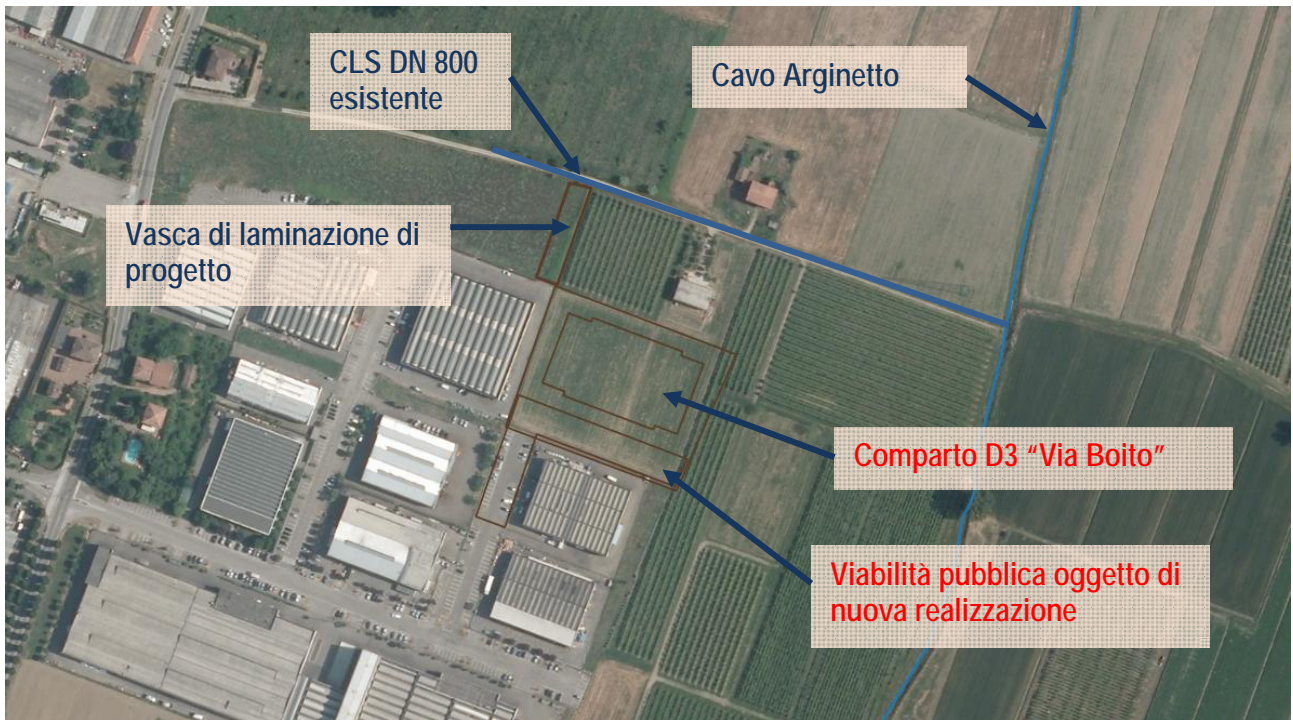 CLS DN 800
esistente
Cavo Arginetto
Vasca di laminazione di
progetto
Comparto D3 “Via Boito”
Viabilità pubblica oggetto di
nuova realizzazione